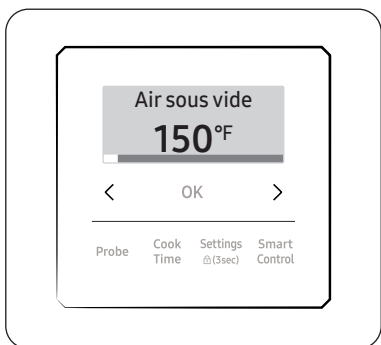 Air sous vide
150°F
< OK >
Probe Cook Time Settings (3sec) Smart Control